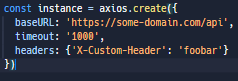 const instance = axios.create({
  baseURL: 'https://some-domain.com/api',
  timeout: '1000',
  headers: {'X-Custom-Header': 'foobar'}
})